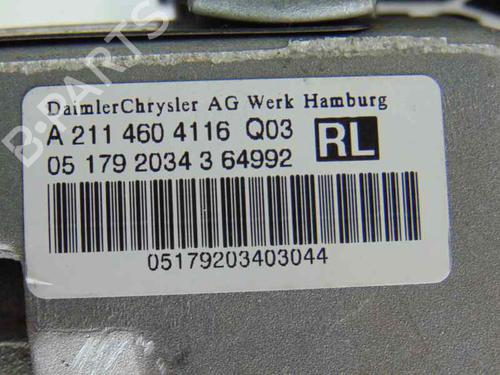 B-PARTS
DaimlerChrysler AG Werk Hamburg
A 211 460 4116 Q03
RL
05 179 2034 3 64992
05179203403044